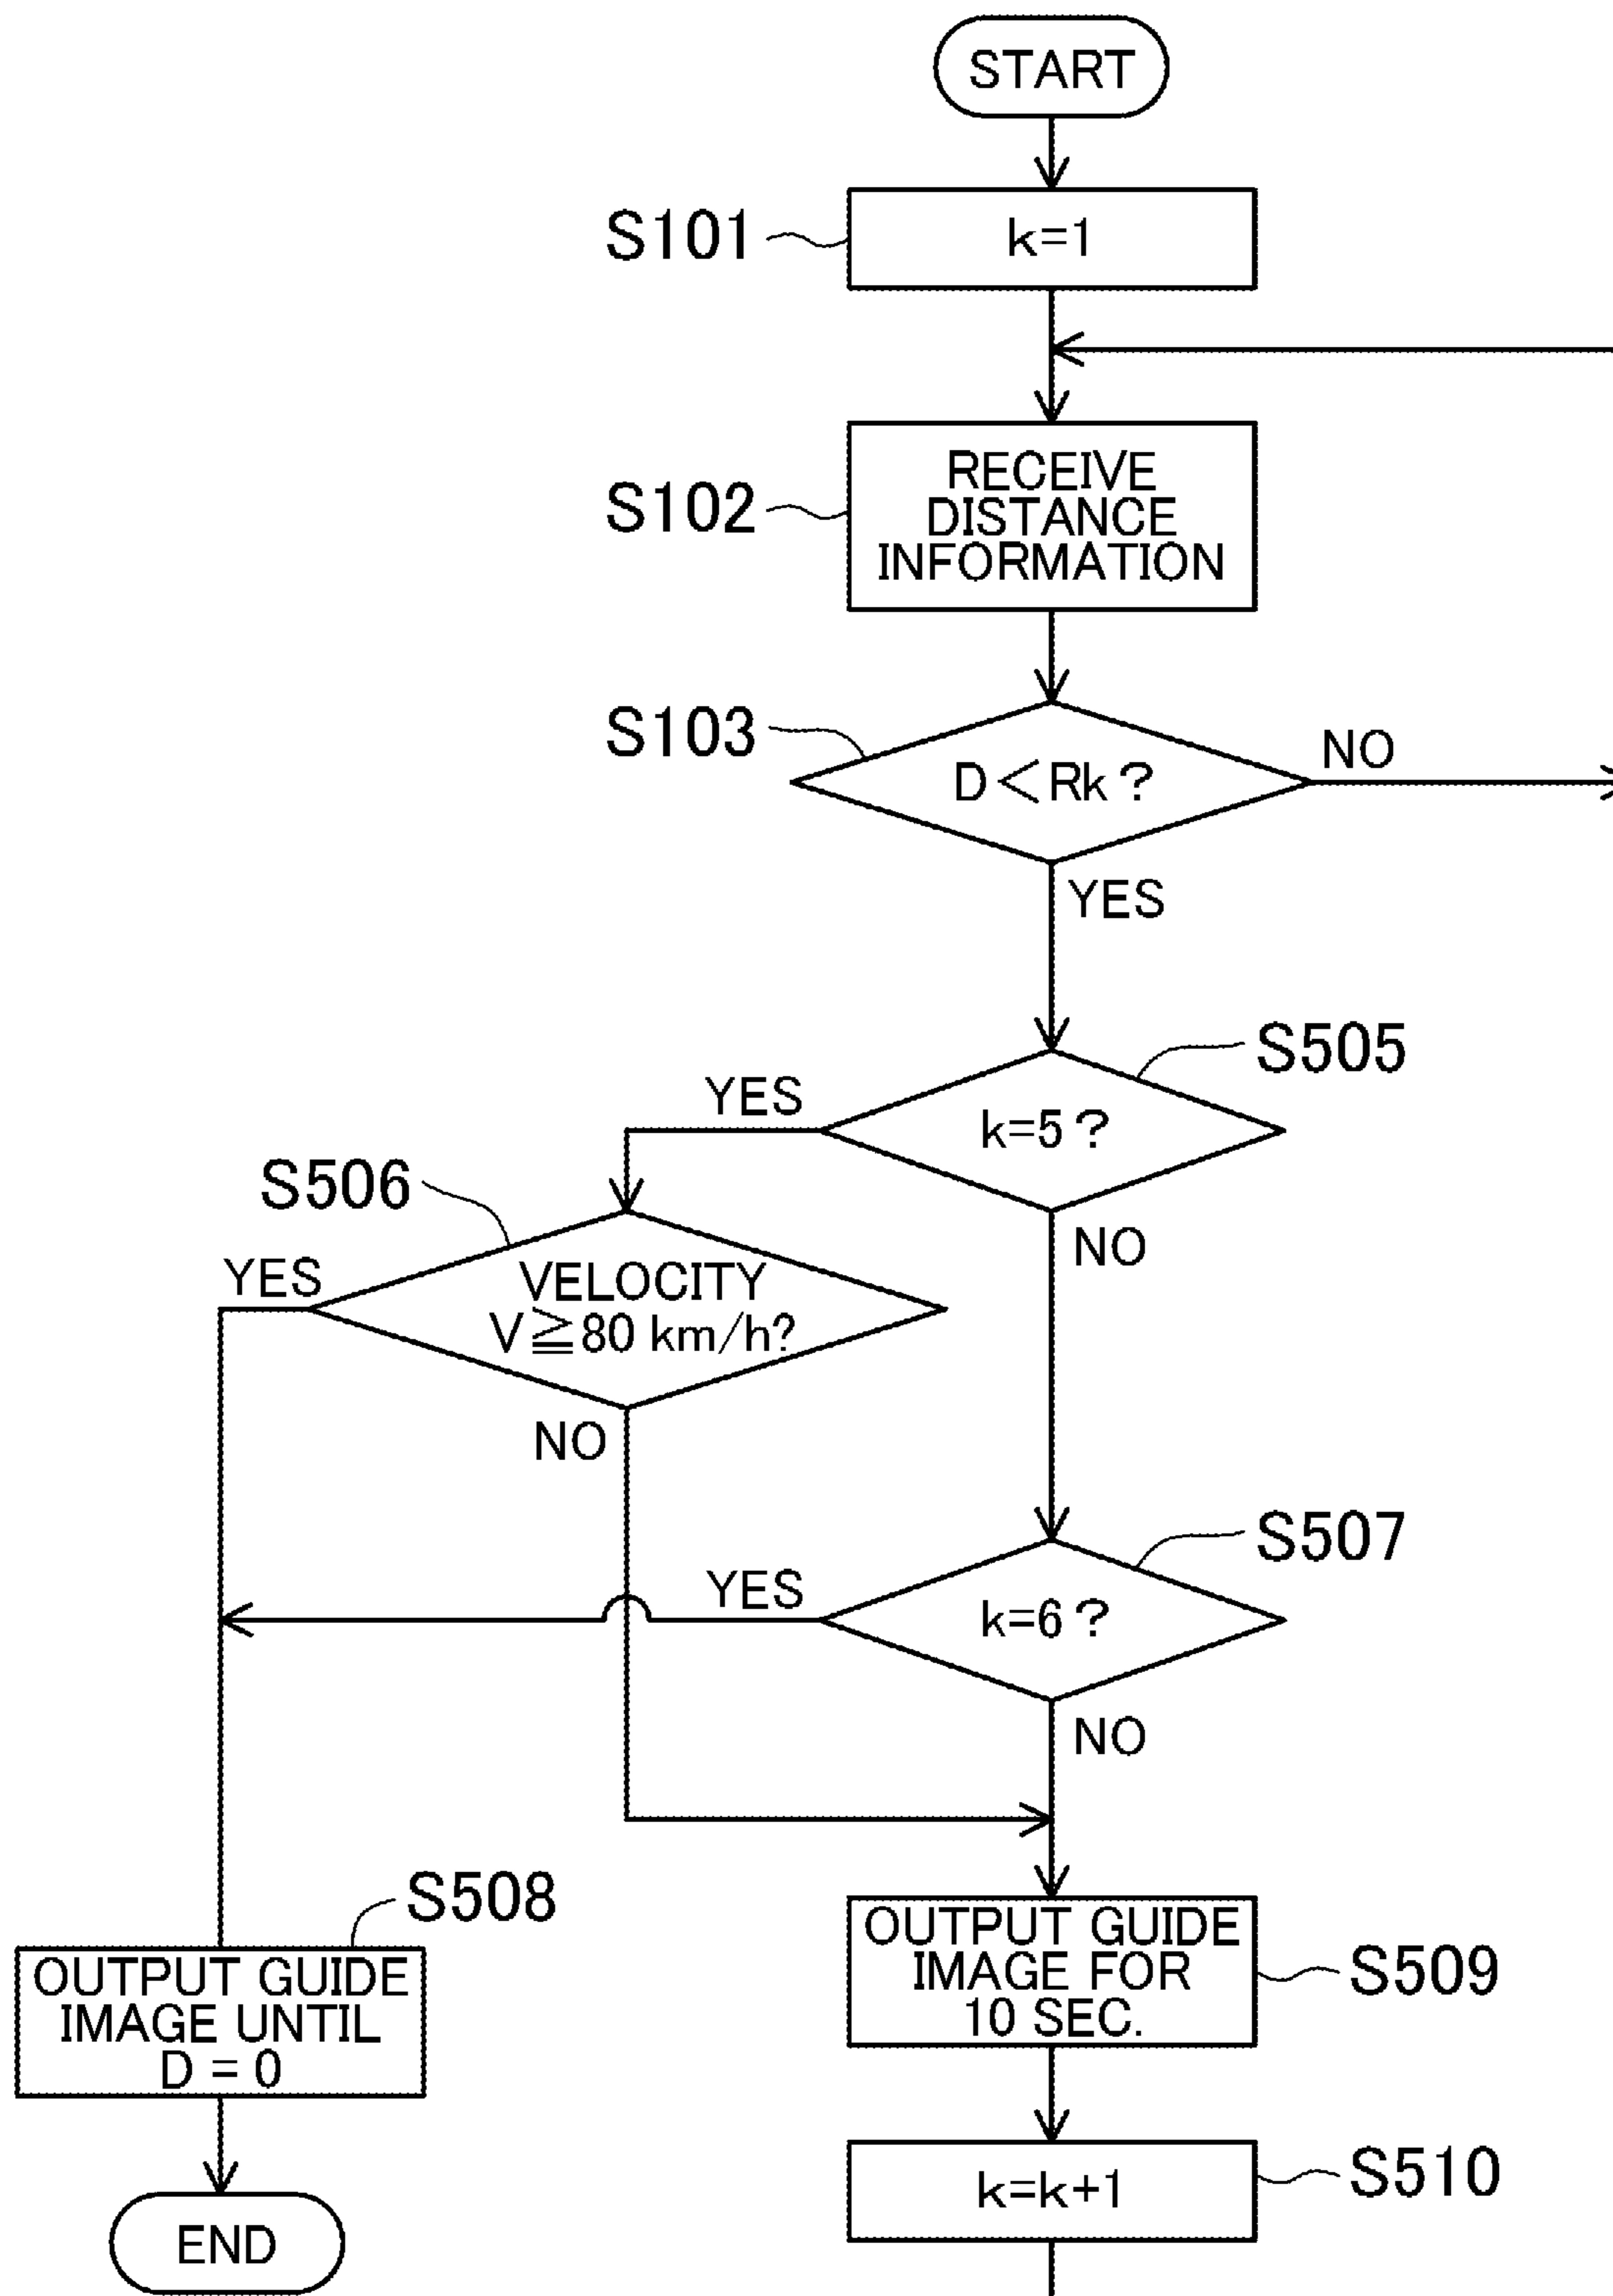 START
S101
k=1
S102
RECEIVE
DISTANCE
INFORMATION
S103
D<Rk?
NO
YES
S505
k=5?
YES
NO
S506
VELOCITY
V≧80 km/h?
YES
NO
S507
k=6?
YES
NO
S508
OUTPUT GUIDE
IMAGE UNTIL
D = 0
S509
OUTPUT GUIDE
IMAGE FOR
10 SEC.
S510
k=k+1
END